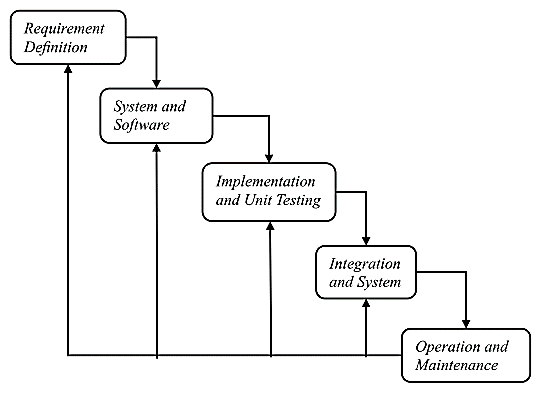 Requirement
Definition
System and
Software
Implementation
and Unit Testing
Integration
and System
Operation and
Maintenance